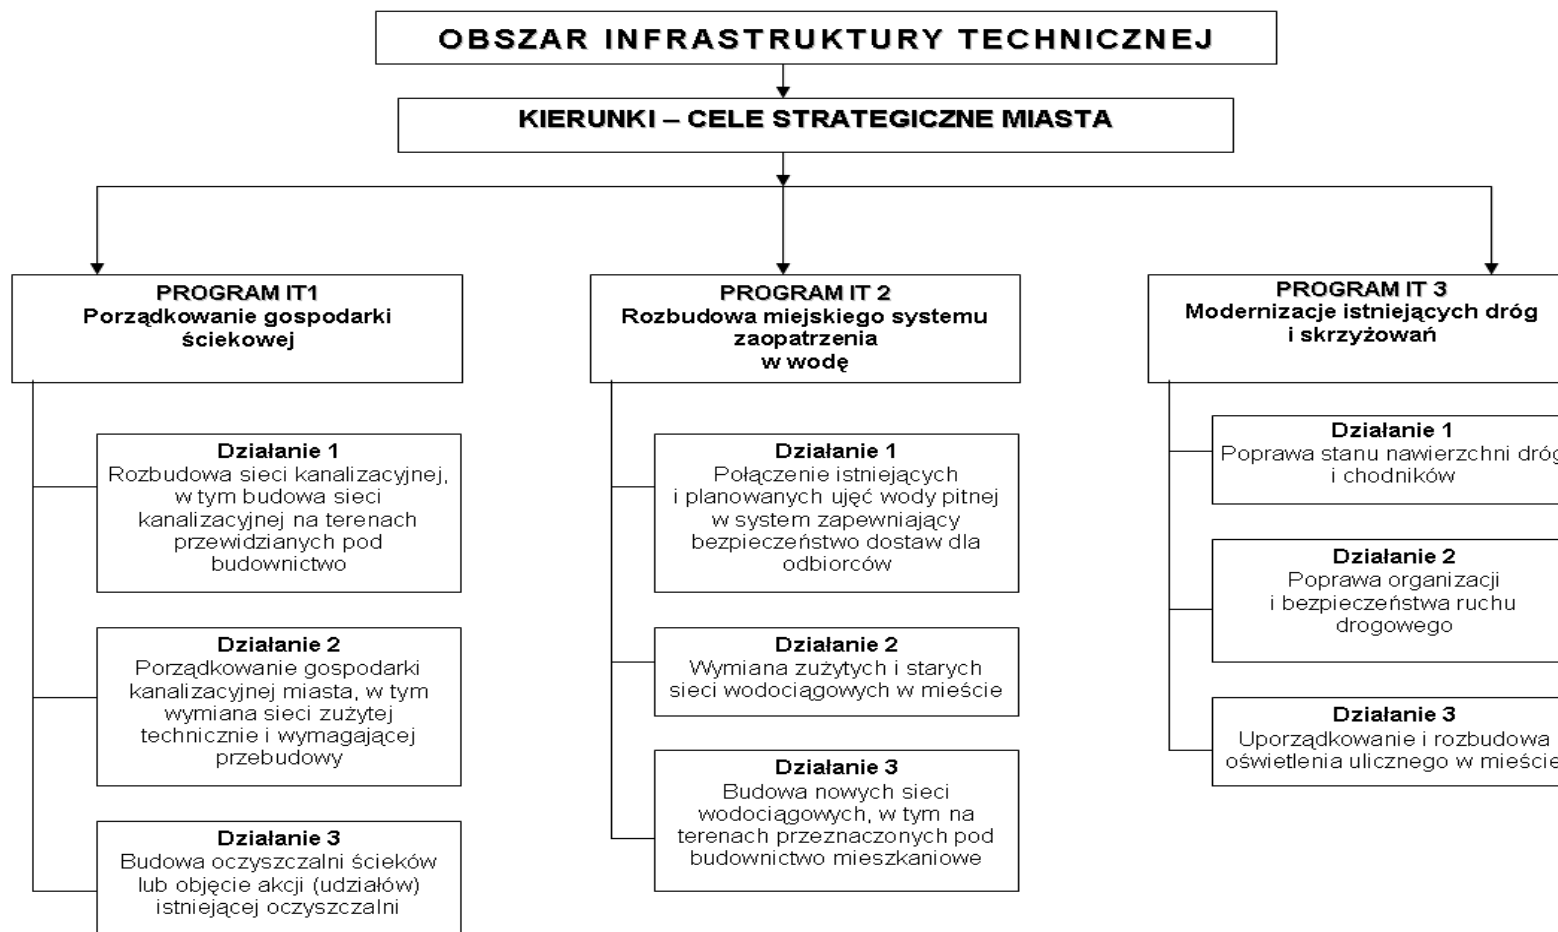 OBSZAR INFRASTRUKTURY TECHNICZNEJ
KIERUNKI – CELE STRATEGICZNE MIASTA
PROGRAM IT1
Porządkowanie gospodarki
ściekowej
Działanie 1
Rozbudowa sieci kanalizacyjnej,
w tym budowa sieci
kanalizacyjnej na terenach
przewidzianych pod
budownictwo
Działanie 2
Porządkowanie gospodarki
kanalizacyjnej miasta, w tym
wymiana sieci zużytej
technicznie i wymagającej
przebudowy
Działanie 3
Budowa oczyszczalni ścieków
lub objęcie akcji (udziałów)
istniejącej oczyszczalni
PROGRAM IT 2
Rozbudowa miejskiego systemu
zaopatrzenia
w wodę
Działanie 1
Połączenie istniejących
i planowanych ujęć wody pitnej
w system zapewniający
bezpieczeństwo dostaw dla
odbiorców
Działanie 2
Wymiana zużytych i starych
sieci wodociągowych w mieście
Działanie 3
Budowa nowych sieci
wodociągowych, w tym na
terenach przeznaczonych pod
budownictwo mieszkaniowe
PROGRAM IT 3
Modernizacje istniejących dróg
i skrzyżowań
Działanie 1
Poprawa stanu nawierzchni dróg
i chodników
Działanie 2
Poprawa organizacji
i bezpieczeństwa ruchu
drogowego
Działanie 3
Uporządkowanie i rozbudowa
oświetlenia ulicznego w mieście